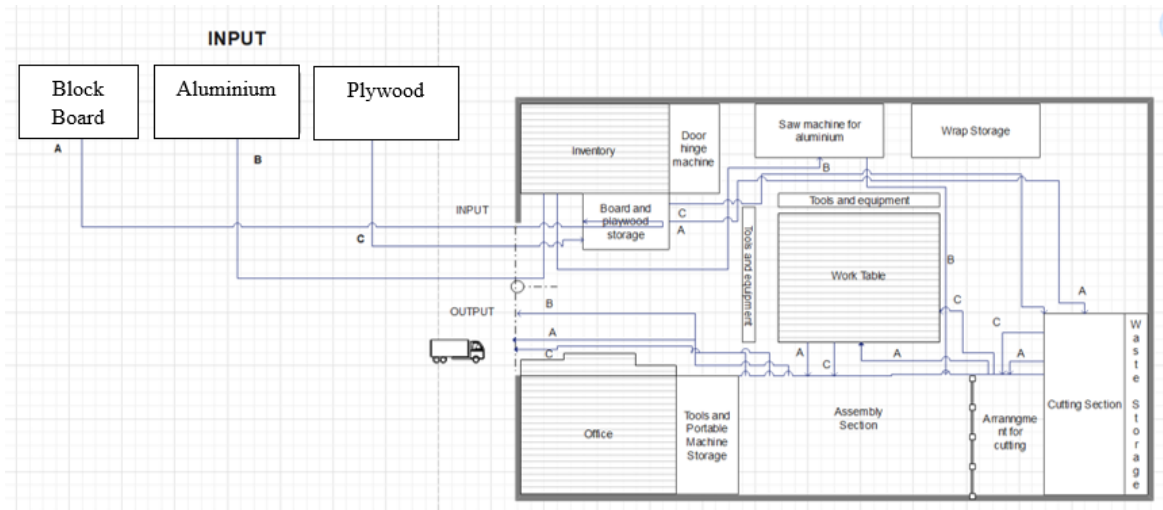 INPUT
Block
Board
Aluminium
Plywood
A
B
C
INPUT
OUTPUT
Inventory
Door
hinge
machine
Saw machine for
aluminium
Wrap Storage
Board and
playwood
storage
C
A
B
Tools and equipment
Tools and equipment
Work Table
B
C
A
C
A
A
A
C
B
A
C
Office
Tools and
Portable
Machine
Storage
Assembly
Section
Aranngme
nt for
cutting
Cutting Section
W
a
s
t
e
S
t
o
r
a
g
e